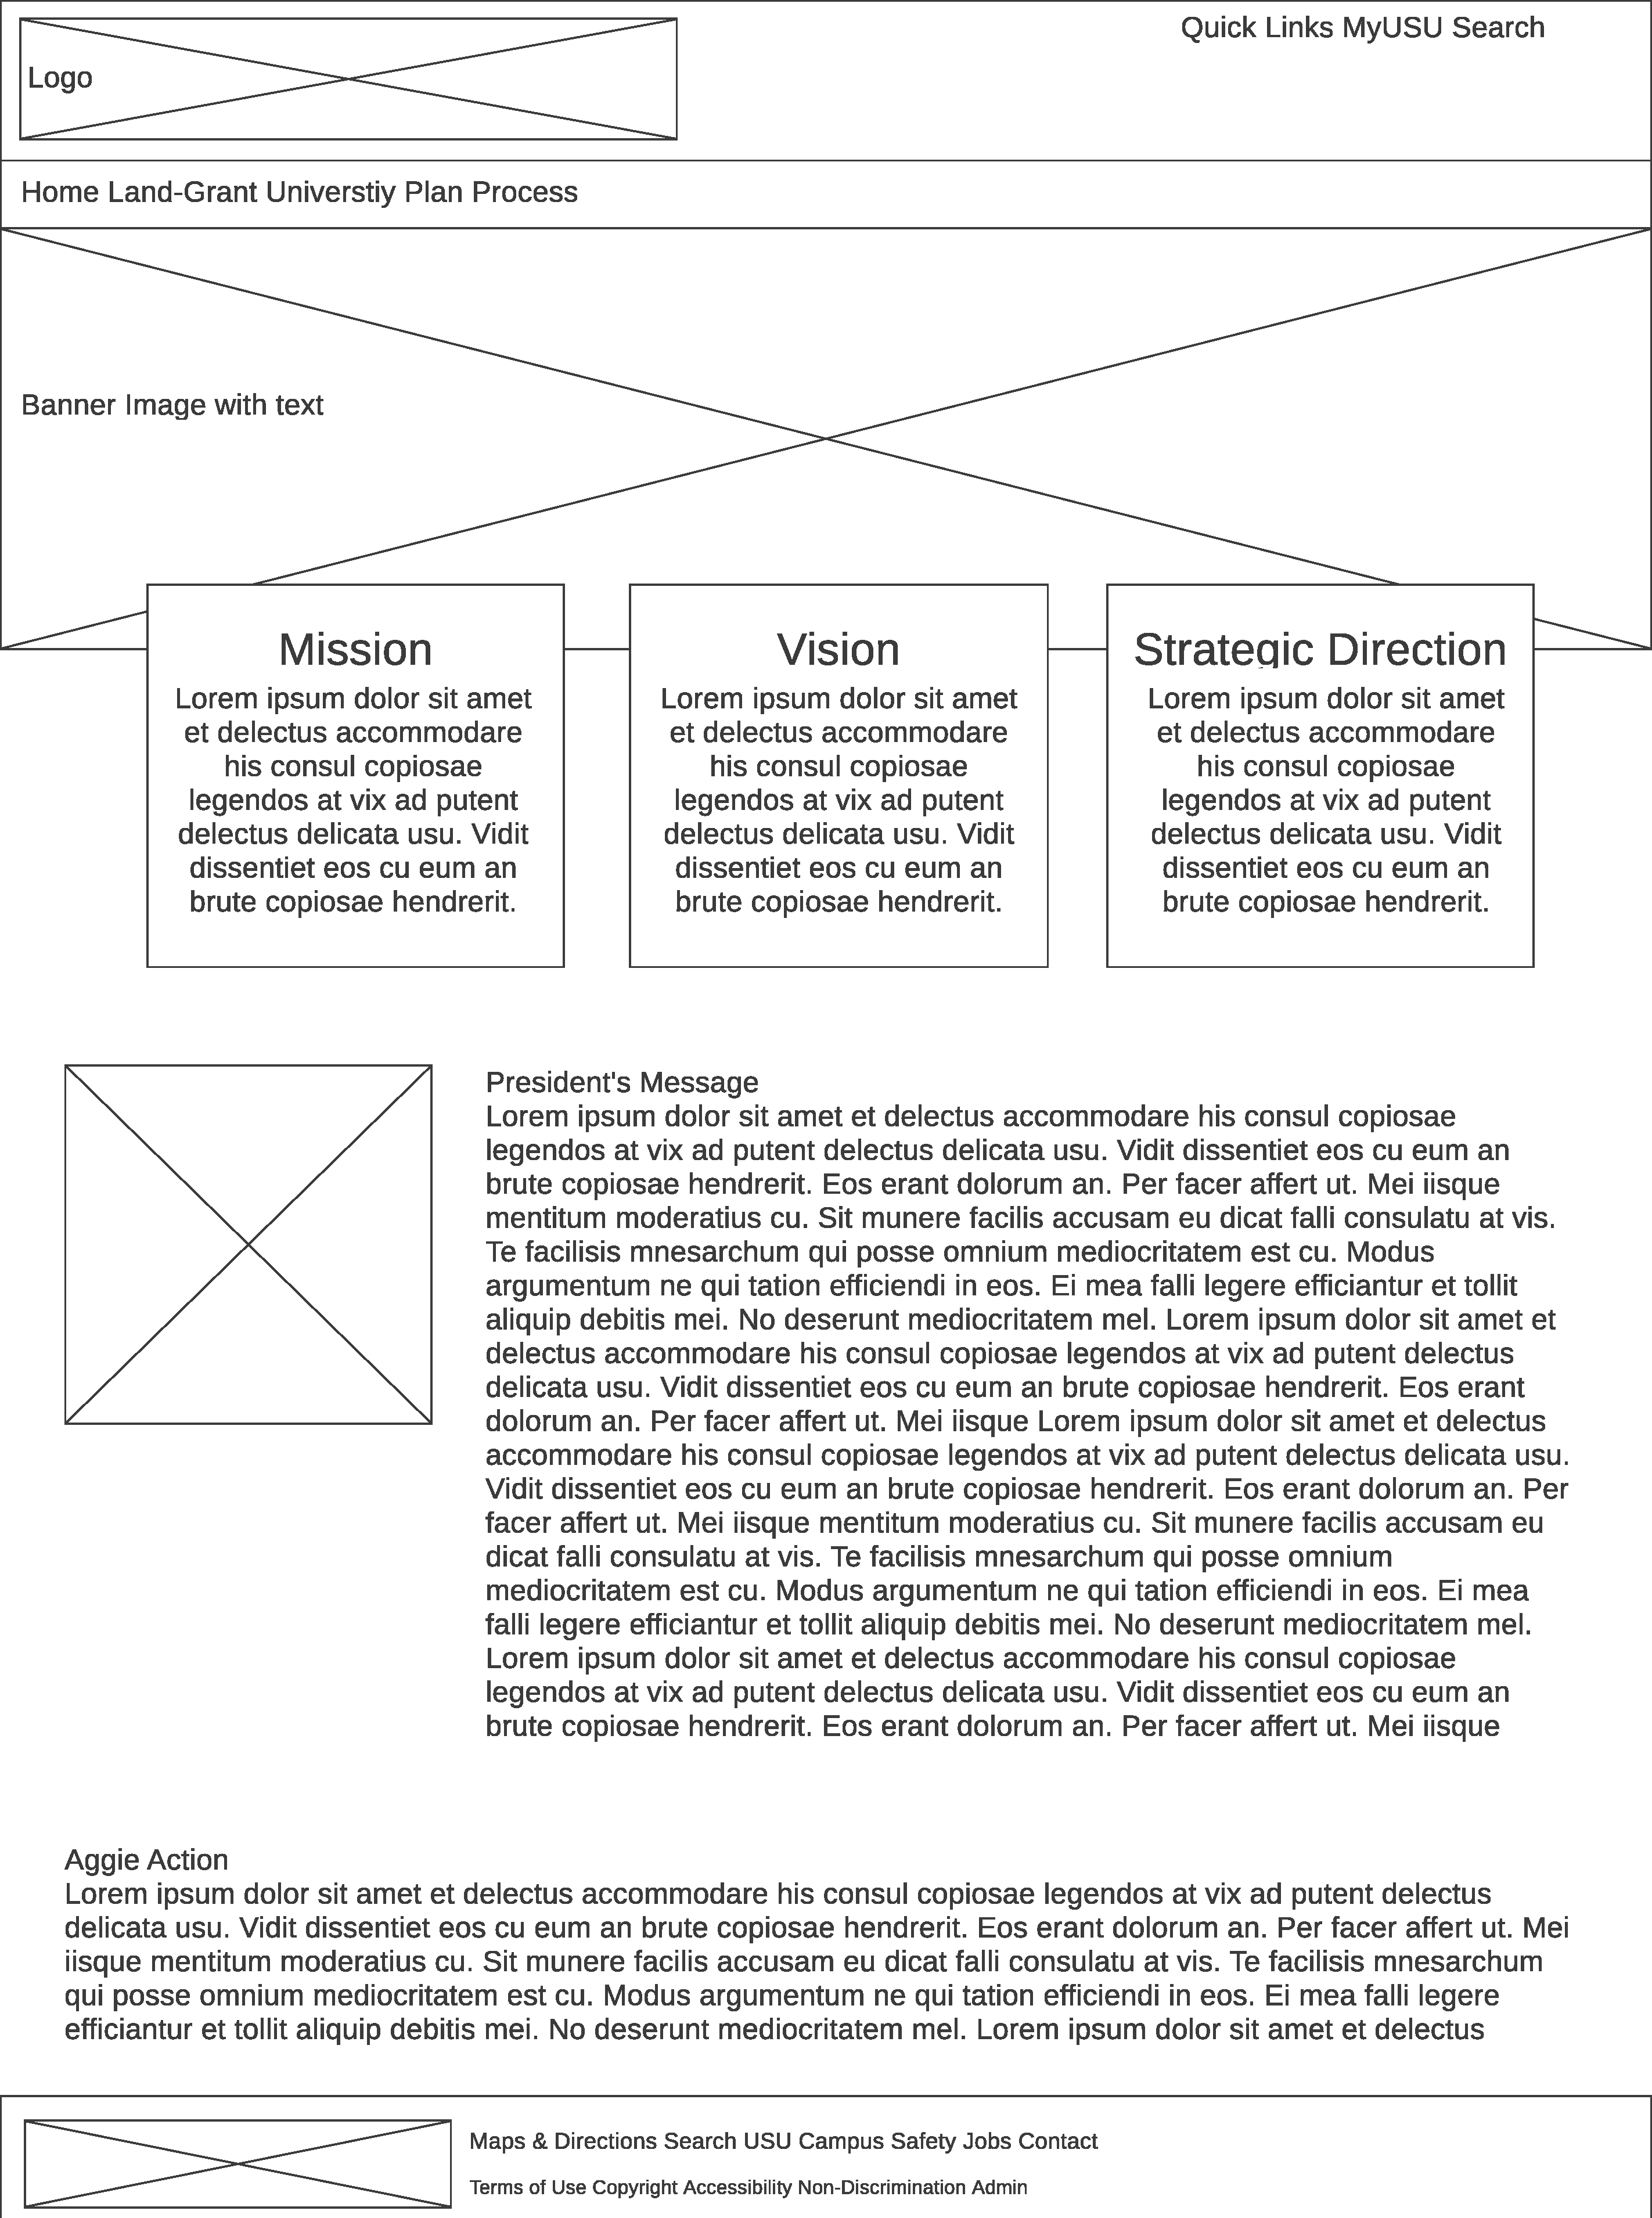 Quick Links MyUSU Search
Logo
Home Land-Grant Universtiy Plan Process
Banner Image with text
Mission
Lorem ipsum dolor sit amet
et delectus accommodare
his consul copiosae
legendos at vix ad putent
delectus delicata usu. Vidit
dissentiet eos cu eum an
brute copiosae hendrerit.
Vision
Lorem ipsum dolor sit amet
et delectus accommodare
his consul copiosae
legendos at vix ad putent
delectus delicata usu. Vidit
dissentiet eos cu eum an
brute copiosae hendrerit.
Strategic Direction
Lorem ipsum dolor sit amet
et delectus accommodare
his consul copiosae
legendos at vix ad putent
delectus delicata usu. Vidit
dissentiet eos cu eum an
brute copiosae hendrerit.
President's Message
Lorem ipsum dolor sit amet et delectus accommodare his consul copiosae
legendos at vix ad putent delectus delicata usu. Vidit dissentiet eos cu eum an
brute copiosae hendrerit. Eos erant dolorum an. Per facer affert ut. Mei iisque
mentitum moderatius cu. Sit munere facilis accusam eu dicat falli consulatu at vis.
Te facilisis mnesarchum qui posse omnium mediocritatem est cu. Modus
argumentum ne qui tation efficiendi in eos. Ei mea falli legere efficiantur et tollit
aliquip debitis mei. No deserunt mediocritatem mel. Lorem ipsum dolor sit amet et
delectus accommodare his consul copiosae legendos at vix ad putent delectus
delicata usu. Vidit dissentiet eos cu eum an brute copiosae hendrerit. Eos erant
dolorum an. Per facer affert ut. Mei iisque Lorem ipsum dolor sit amet et delectus
accommodare his consul copiosae legendos at vix ad putent delectus delicata usu.
Vidit dissentiet eos cu eum an brute copiosae hendrerit. Eos erant dolorum an. Per
facer affert ut. Mei iisque mentitum moderatius cu. Sit munere facilis accusam eu
dicat falli consulatu at vis. Te facilisis mnesarchum qui posse omnium
mediocritatem est cu. Modus argumentum ne qui tation efficiendi in eos. Ei mea
falli legere efficiantur et tollit aliquip debitis mei. No deserunt mediocritatem mel.
Lorem ipsum dolor sit amet et delectus accommodare his consul copiosae
legendos at vix ad putent delectus delicata usu. Vidit dissentiet eos cu eum an
brute copiosae hendrerit. Eos erant dolorum an. Per facer affert ut. Mei iisque
Aggie Action
Lorem ipsum dolor sit amet et delectus accommodare his consul copiosae legendos at vix ad putent delectus
delicata usu. Vidit dissentiet eos cu eum an brute copiosae hendrerit. Eos erant dolorum an. Per facer affert ut. Mei
iisque mentitum moderatius cu. Sit munere facilis accusam eu dicat falli consulatu at vis. Te facilisis mnesarchum
qui posse omnium mediocritatem est cu. Modus argumentum ne qui tation efficiendi in eos. Ei mea falli legere
efficiantur et tollit aliquip debitis mei. No deserunt mediocritatem mel. Lorem ipsum dolor sit amet et delectus
Maps & Directions Search USU Campus Safety Jobs Contact
Terms of Use Copyright Accessibility Non-Discrimination Admin